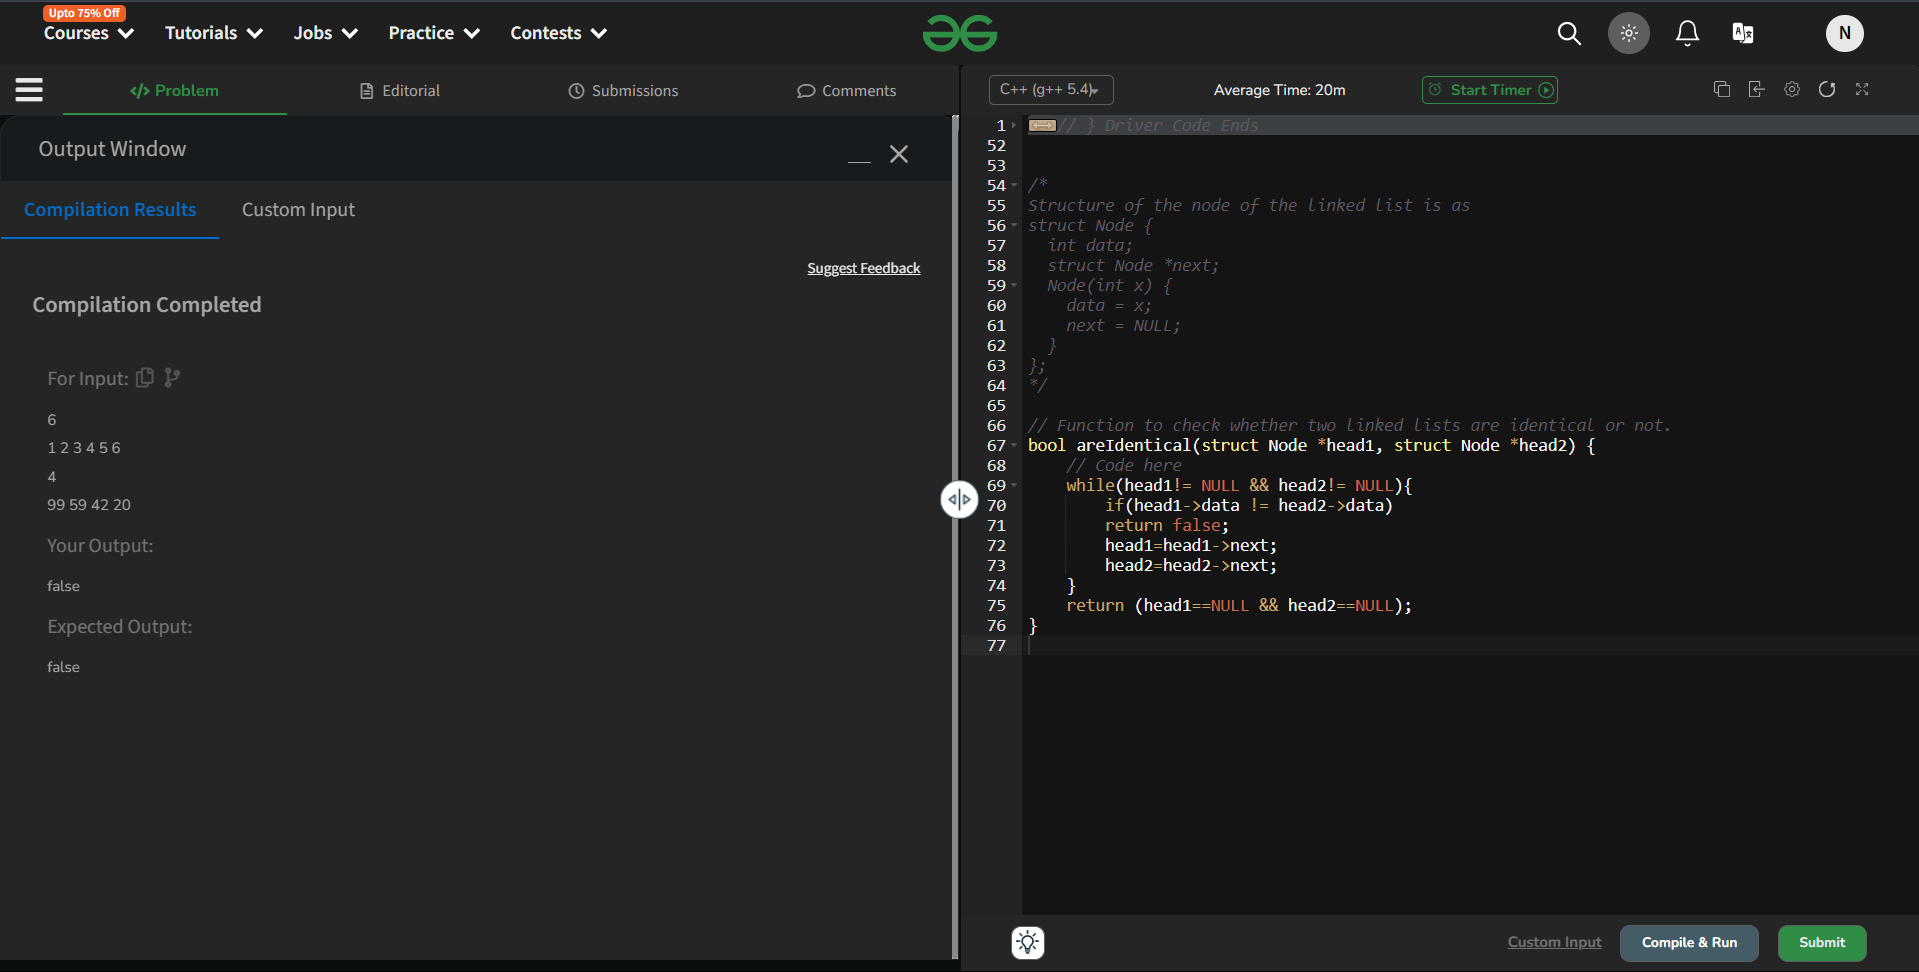 Upto 75% Off
Courses Tutorials Jobs Practice Contests
N
</> Problem Editorial Submissions Comments
Output Window
Compilation Results Custom Input
Suggest Feedback
Compilation Completed
For Input:
6
1 2 3 4 5 6
4
99 59 42 20
Your Output:
false
Expected Output:
false
C++ (g++ 5.4) Average Time: 20m Start Timer
1 // } Driver Code Ends
52
53
54 /*
55 Structure of the node of the linked list is as
56 struct Node {
57   int data;
58   struct Node *next;
59   Node(int x) {
60     data = x;
61     next = NULL;
62   }
63 };
64 */
65
66 // Function to check whether two linked lists are identical or not.
67 bool areIdentical(struct Node *head1, struct Node *head2) {
68     // Code here
69     while(head1!= NULL && head2!= NULL){
70         if(head1->data != head2->data)
71         return false;
72         head1=head1->next;
73         head2=head2->next;
74     }
75     return (head1==NULL && head2==NULL);
76 }
77
Custom Input Compile & Run Submit